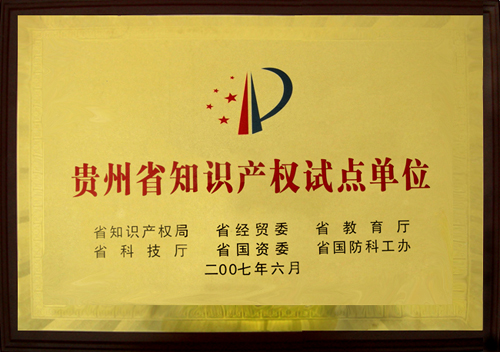 贵州省知识产权试点单位
省知识产权局 省经贸委 省教育厅
省科技厅 省国资委 省国防科工办
二00七年六月